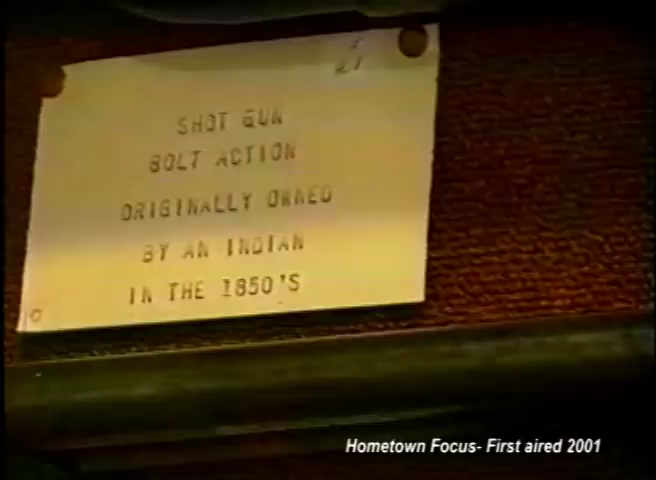 SHOT GUN
BOLT ACTION
ORIGINALLY OWNED
BY AN INDIAN
IN THE 1850'S
Hometown Focus- First aired 2001